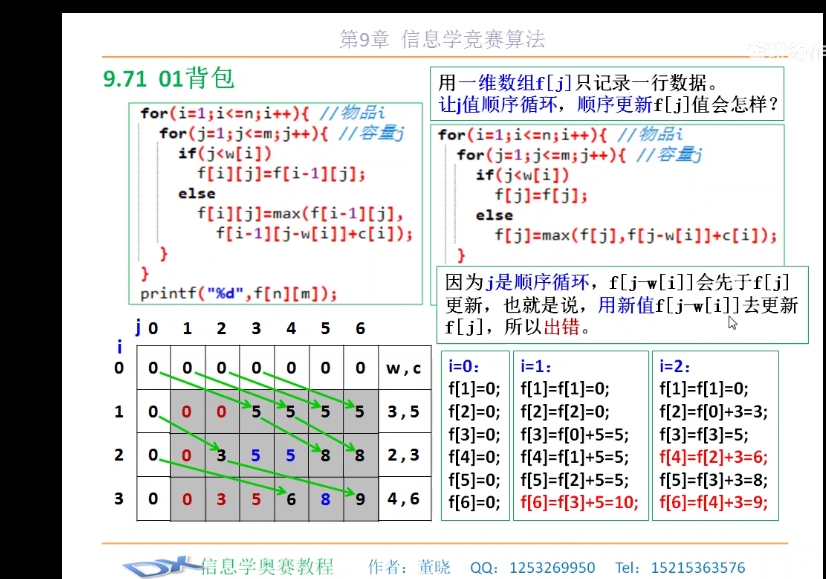 第9章 信息学竞赛算法
9.71 01背包
for(i=1;i<=n;i++){ //物品i
for(j=1;j<=m;j++){ //容量j
if(j<w[i])
f[i][j]=f[i-1][j];
else
f[i][j]=max(f[i-1][j],
f[i-1][j-w[i]]+c[i]);
}
}
printf("%d",f[n][m]);
用一维数组f[j]只记录一行数据。
让j值顺序循环，顺序更新f[j]值会怎样？
for(i=1;i<=n;i++){ //物品i
for(j=1;j<=m;j++){ //容量j
if(j<w[i])
f[j]=f[j];
else
f[j]=max(f[j],f[j-w[i]]+c[i]);
}
因为j是顺序循环，f[j-w[i]]会先于f[j]
更新，也就是说，用新值f[j-w[i]]去更新
f[j]，所以出错。
j 0 1 2 3 4 5 6
i
0 0 0 0 0 0 0 0 w,c
1 0 0 0 5 5 5 5 3,5
2 0 0 3 5 5 8 8 2,3
3 0 0 3 5 6 8 9 4,6
i=0:
f[1]=0;
f[2]=0;
f[3]=0;
f[4]=0;
f[5]=0;
f[6]=0;
i=1:
f[1]=f[1]=0;
f[2]=f[2]=0;
f[3]=f[0]+5=5;
f[4]=f[1]+5=5;
f[5]=f[2]+5=5;
f[6]=f[3]+5=10;
i=2:
f[1]=f[1]=0;
f[2]=f[0]+3=3;
f[3]=f[3]=5;
f[4]=f[2]+3=6;
f[5]=f[3]+3=8;
f[6]=f[4]+3=9;
信息学奥赛教程 作者：董晓 QQ：1253269950 Tel：15215363576